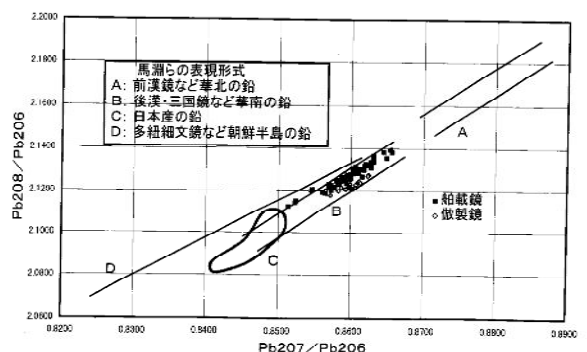 2.2000
2.1800
2.1600
2.1400
2.1200
2.1000
2.0800
2.0600
Pb208/Pb206
馬淵らの表現形式
A: 前漢鏡など華北の鉛
B. 後漢・三国鏡など華南の鉛
C: 日本産の鉛
D: 多紐細文鏡など朝鮮半島の鉛
A
B
C
D
■舶載鏡
◇倣製鏡
0.8200 0.8300 0.8400 0.8500 0.8600 0.8700 0.8800 0.8900
Pb207/Pb206